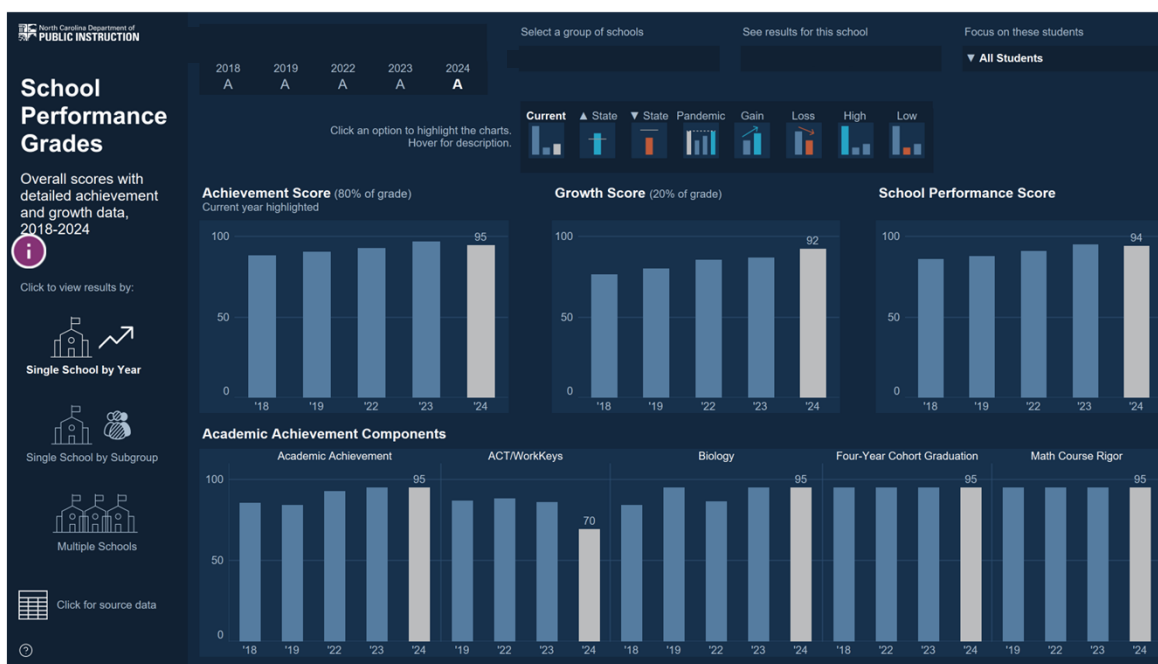 North Carolina Department of
PUBLIC INSTRUCTION
School
Performance
Grades
Overall scores with
detailed achievement
and growth data,
2018-2024
i
Click to view results by:
Single School by Year
Single School by Subgroup
Multiple Schools
Click for source data
?
2018 2019 2022 2023 2024
A A A A A
Select a group of schools
See results for this school
Focus on these students
▼ All Students
Click an option to highlight the charts.
Hover for description.
Current ▲ State ▼ State Pandemic Gain Loss High Low
Achievement Score (80% of grade)
Current year highlighted
100
95
50
0
'18 '19 '22 '23 '24
Growth Score (20% of grade)
100
92
50
0
'18 '19 '22 '23 '24
School Performance Score
100
94
50
0
'18 '19 '22 '23 '24
Academic Achievement Components
Academic Achievement
100
95
50
0
'18 '19 '22 '23 '24
ACT/WorkKeys
70
'19 '22 '23 '24
Biology
95
'18 '19 '22 '23 '24
Four-Year Cohort Graduation
95
'18 '19 '22 '23 '24
Math Course Rigor
95
'18 '19 '22 '23 '24